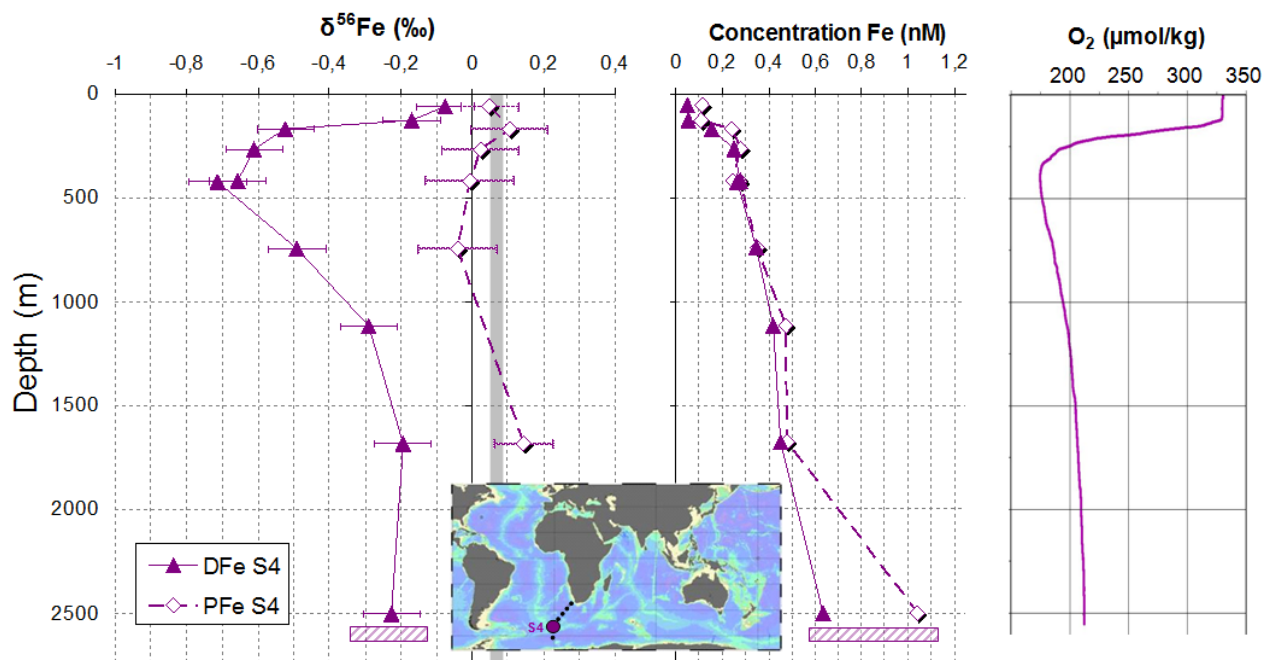 δ⁵⁶Fe (‰)
-1 -0,8 -0,6 -0,4 -0,2 0 0,2 0,4
Concentration Fe (nM)
0 0,2 0,4 0,6 0,8 1 1,2
O₂ (µmol/kg)
200 250 300 350
Depth (m)
0
500
1000
1500
2000
2500
DFe S4
PFe S4
S4